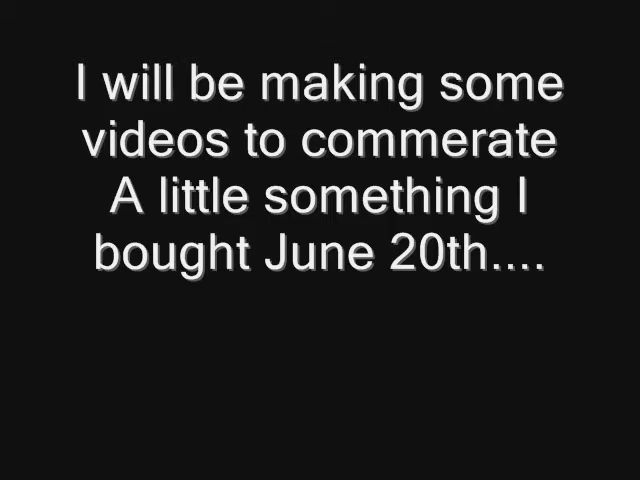 I will be making some
videos to commerate
A little something I
bought June 20th....